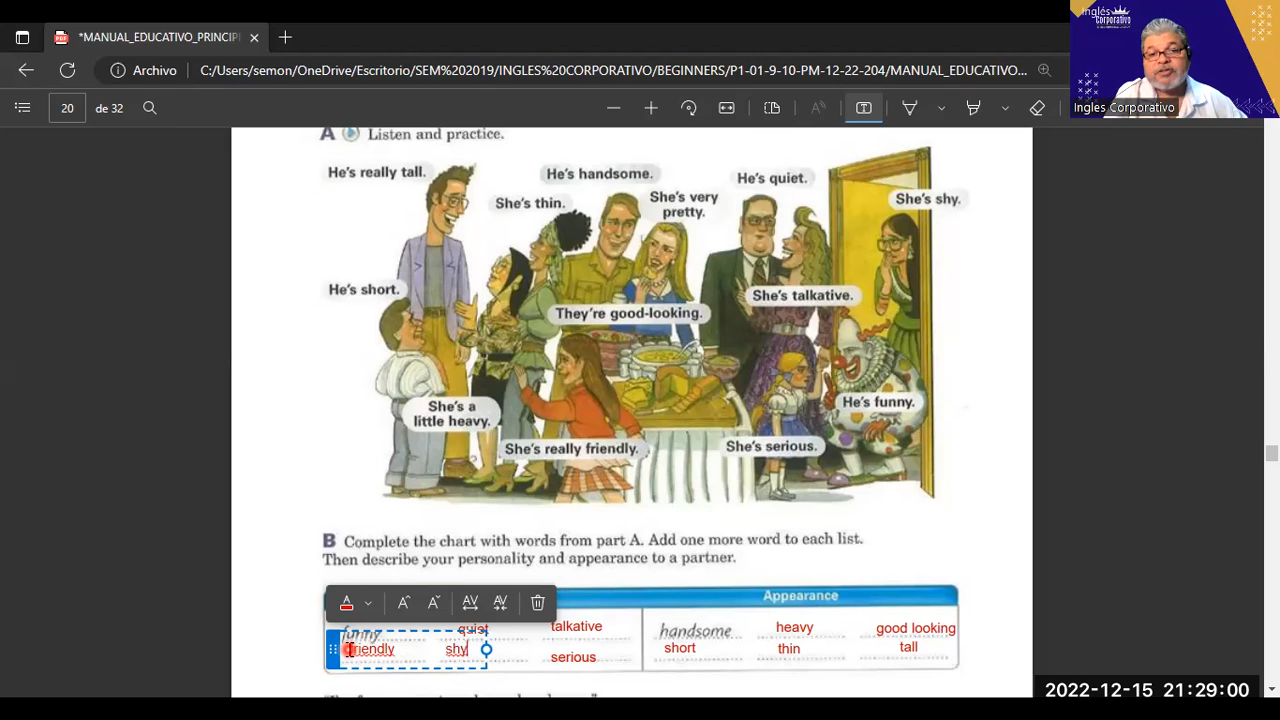 *MANUAL_EDUCATIVO_PRINCIPI
Inglés
Corporativo
Archivo
C:/Users/semon/OneDrive/Escritorio/SEM%202019/INGLES%20CORPORATIVO/BEGINNERS/P1-01-9-10-PM-12-22-204/MANUAL_EDUCATIVO...
Ingles Corporativo
20 de 32
A Listen and practice.
He's really tall.
He's handsome.
He's quiet.
She's thin.
She's very
pretty.
She's shy.
He's short.
She's talkative.
They're good-looking.
She's a
little heavy.
He's funny.
She's really friendly.
She's serious.
B Complete the chart with words from part A. Add one more word to each list.
Then describe your personality and appearance to a partner.
Appearance
funny quist talkative handsome heavy good looking
friendly shy serious short thin tall
2022-12-15 21:29:00